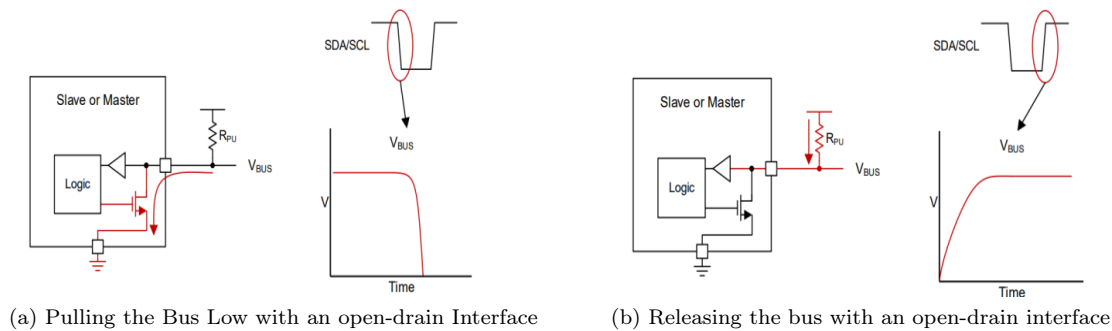 SDA/SCL
Slave or Master
RPU
VBUS
Logic
VBUS
V
Time
(a) Pulling the Bus Low with an open-drain Interface
SDA/SCL
Slave or Master
RPU
VBUS
Logic
VBUS
V
Time
(b) Releasing the bus with an open-drain interface